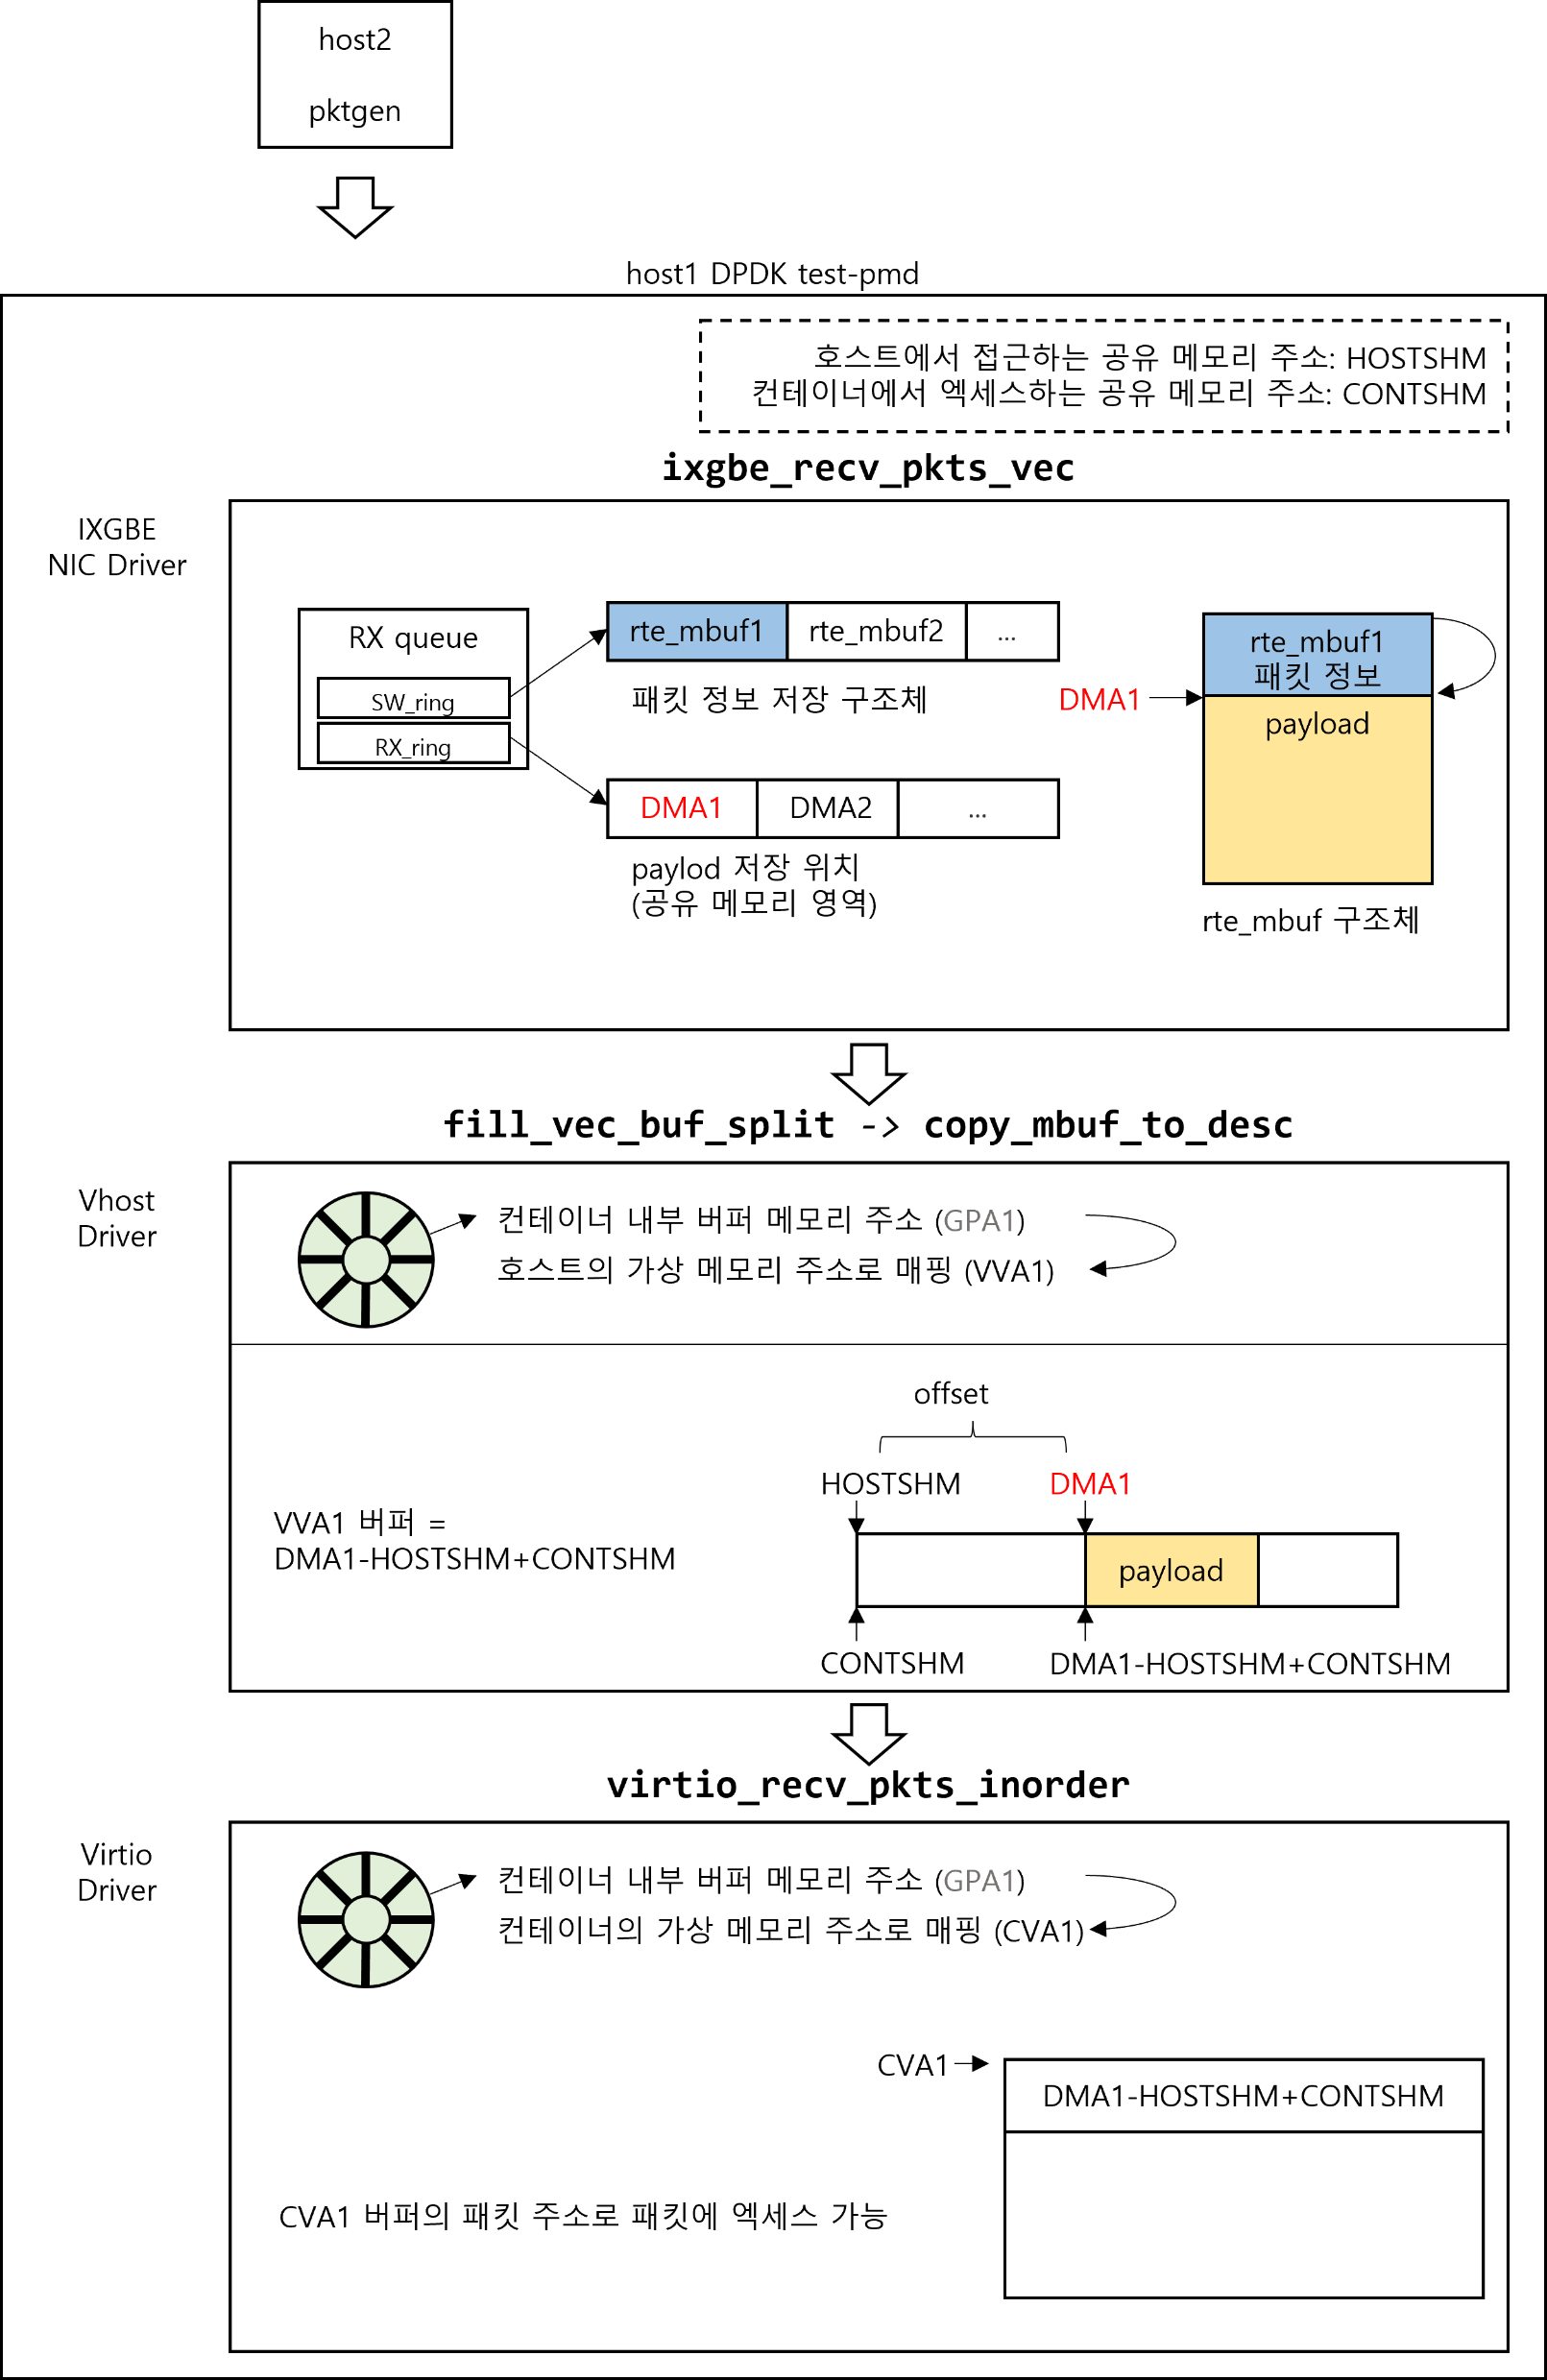 host2
pktgen
host1 DPDK test-pmd
호스트에서 접근하는 공유 메모리 주소: HOSTSHM
컨테이너에서 엑세스하는 공유 메모리 주소: CONTSHM
ixgbe_recv_pkts_vec
IXGBE
NIC Driver
RX queue
SW_ring
RX_ring
rte_mbuf1
rte_mbuf2
...
패킷 정보 저장 구조체
DMA1
DMA2
...
paylod 저장 위치
(공유 메모리 영역)
DMA1
rte_mbuf1
패킷 정보
payload
rte_mbuf 구조체
fill_vec_buf_split -> copy_mbuf_to_desc
Vhost
Driver
컨테이너 내부 버퍼 메모리 주소 (GPA1)
호스트의 가상 메모리 주소로 매핑 (VVA1)
offset
HOSTSHM
DMA1
VVA1 버퍼 =
DMA1-HOSTSHM+CONTSHM
payload
CONTSHM
DMA1-HOSTSHM+CONTSHM
virtio_recv_pkts_inorder
Virtio
Driver
컨테이너 내부 버퍼 메모리 주소 (GPA1)
컨테이너의 가상 메모리 주소로 매핑 (CVA1)
CVA1
DMA1-HOSTSHM+CONTSHM
CVA1 버퍼의 패킷 주소로 패킷에 엑세스 가능